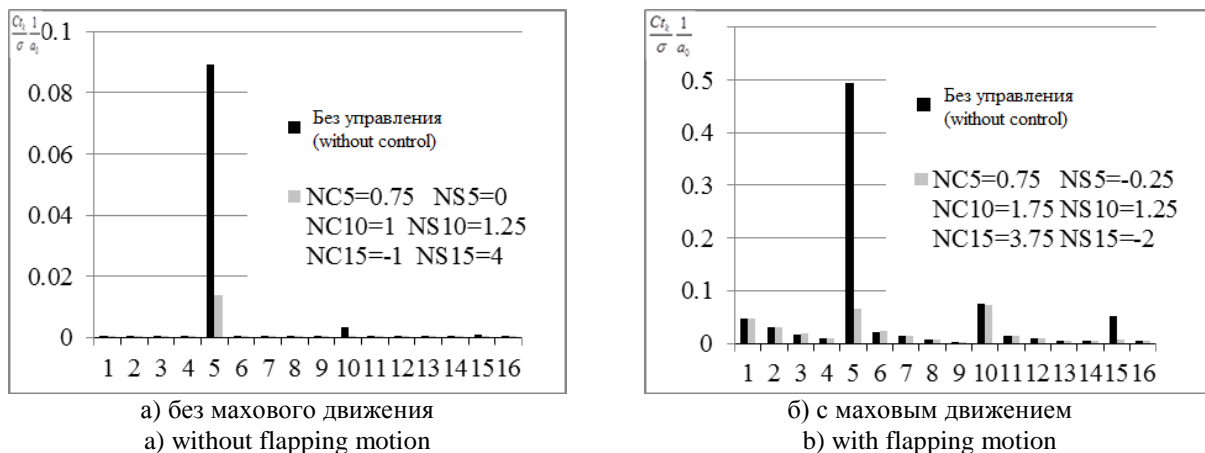 Ct_k/σ 1/a_0
0.1
0.08
0.06
0.04
0.02
0
1 2 3 4 5 6 7 8 9 10 11 12 13 14 15 16
Без управления
(without control)
NC5=0.75 NS5=0
NC10=1 NS10=1.25
NC15=-1 NS15=4
а) без махового движения
a) without flapping motion
Ct_k/σ 1/a_0
0.5
0.4
0.3
0.2
0.1
0
1 2 3 4 5 6 7 8 9 10 11 12 13 14 15 16
Без управления
(without control)
NC5=0.75 NS5=-0.25
NC10=1.75 NS10=1.25
NC15=3.75 NS15=-2
б) с маховым движением
b) with flapping motion